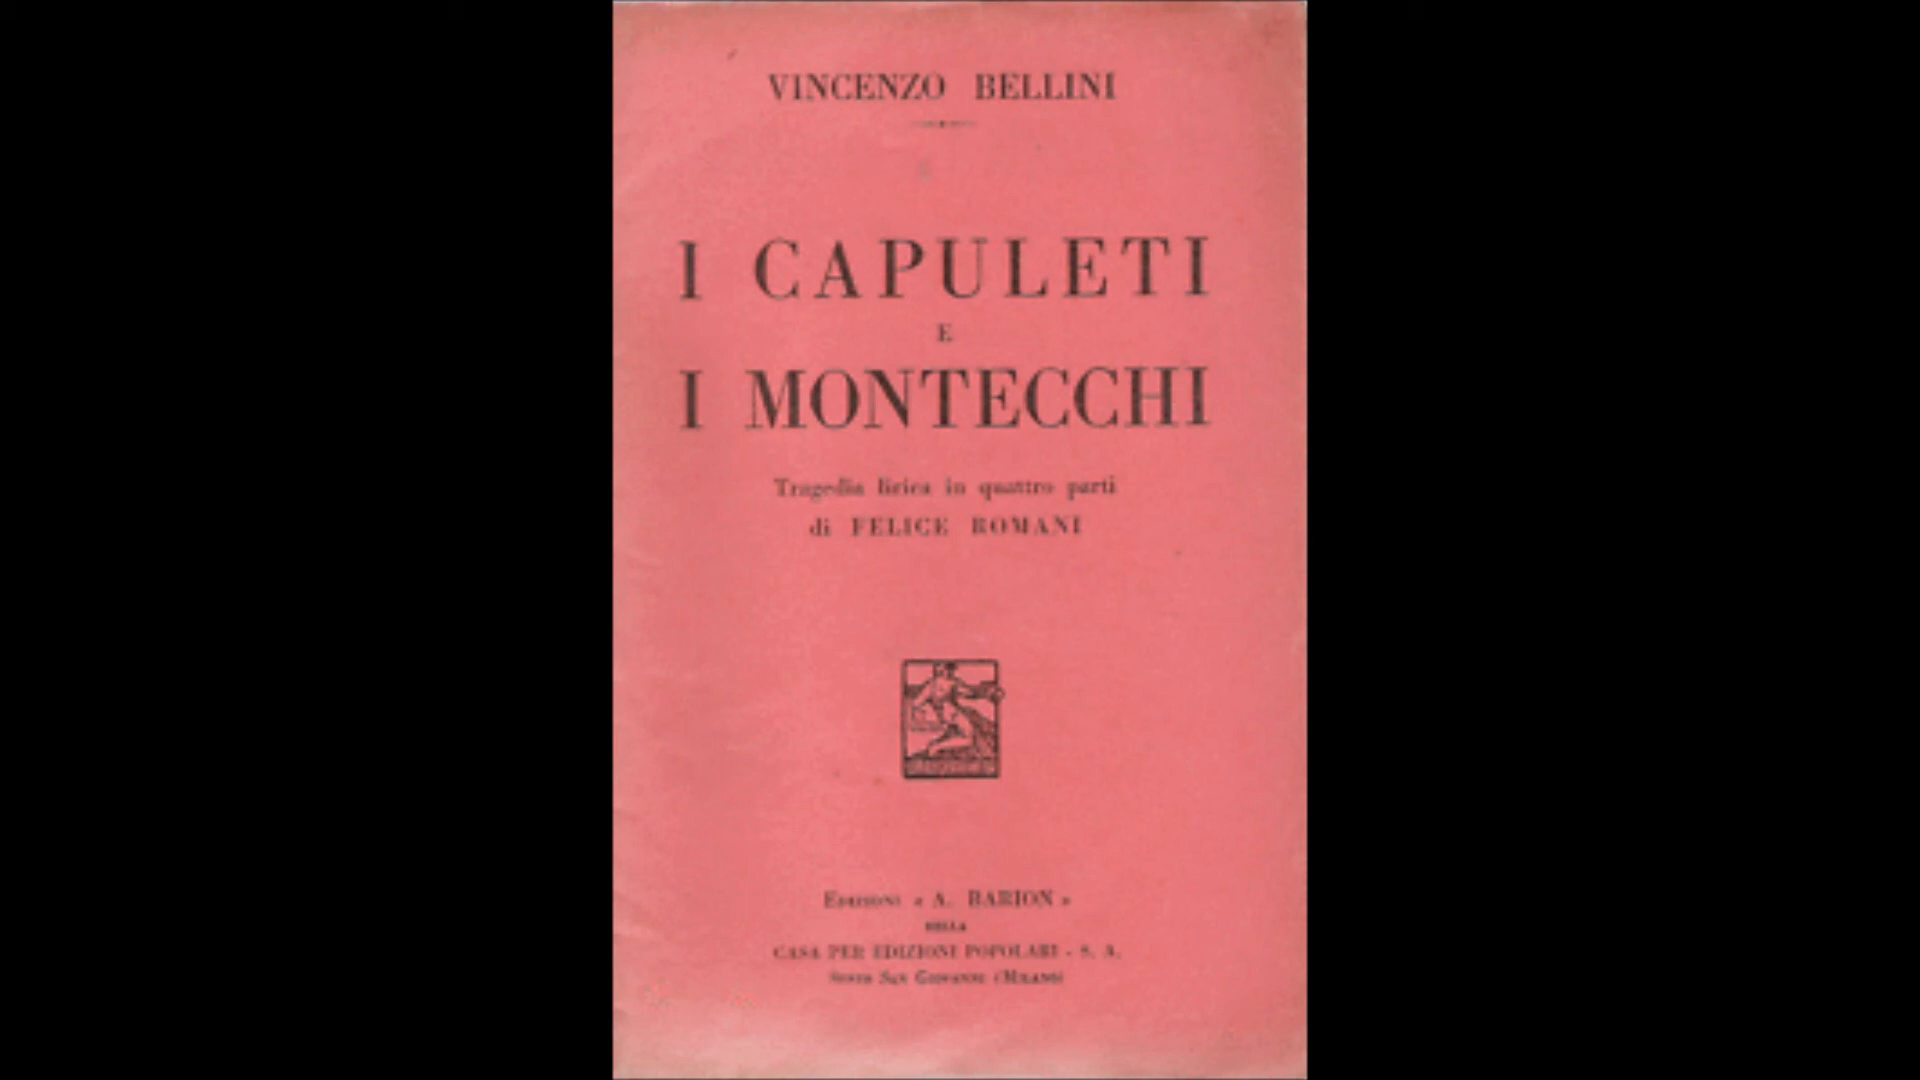 VINCENZO BELLINI
I CAPULETI
E
I MONTECCHI
Tragedia lirica in quattro parti
di FELICE ROMANI
EDIZIONI « A. BARION »
DELLA
CASA PER EDIZIONI POPOLARI - S. A.
SESTO SAN GIOVANNI (MILANO)